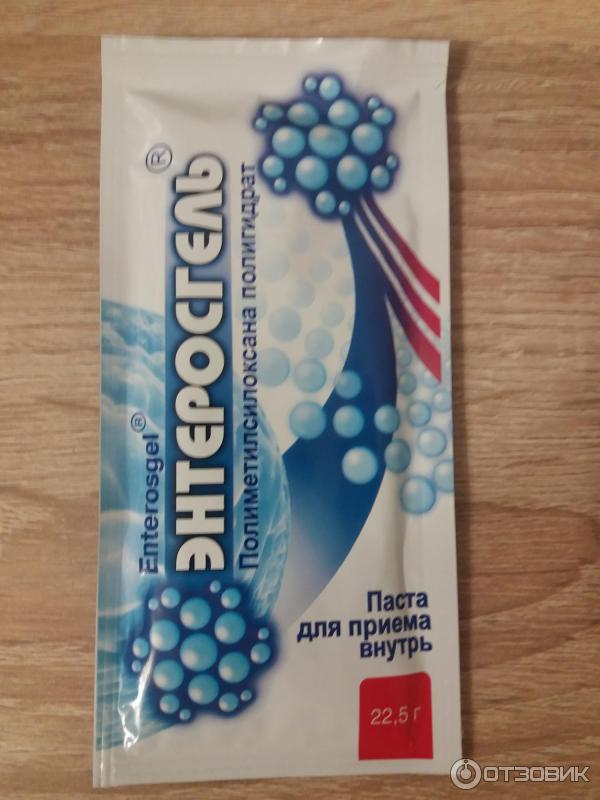 Enterosgel®
ЭНТЕРОСГЕЛЬ®
Полиметилсилоксана полигидрат
Паста
для приема
внутрь
22,5 г
ОТЗОВИК